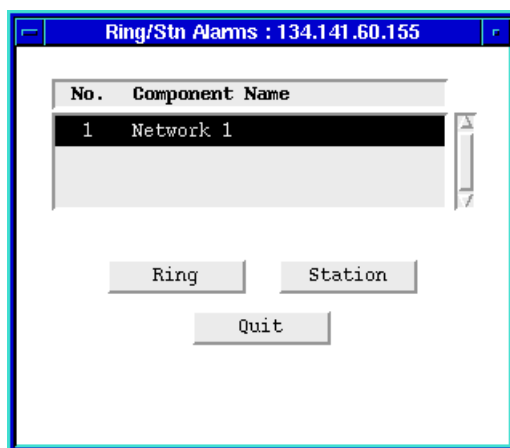 Ring/Stn Alarms : 134.141.60.155
No. Component Name
1 Network 1
Ring Station
Quit